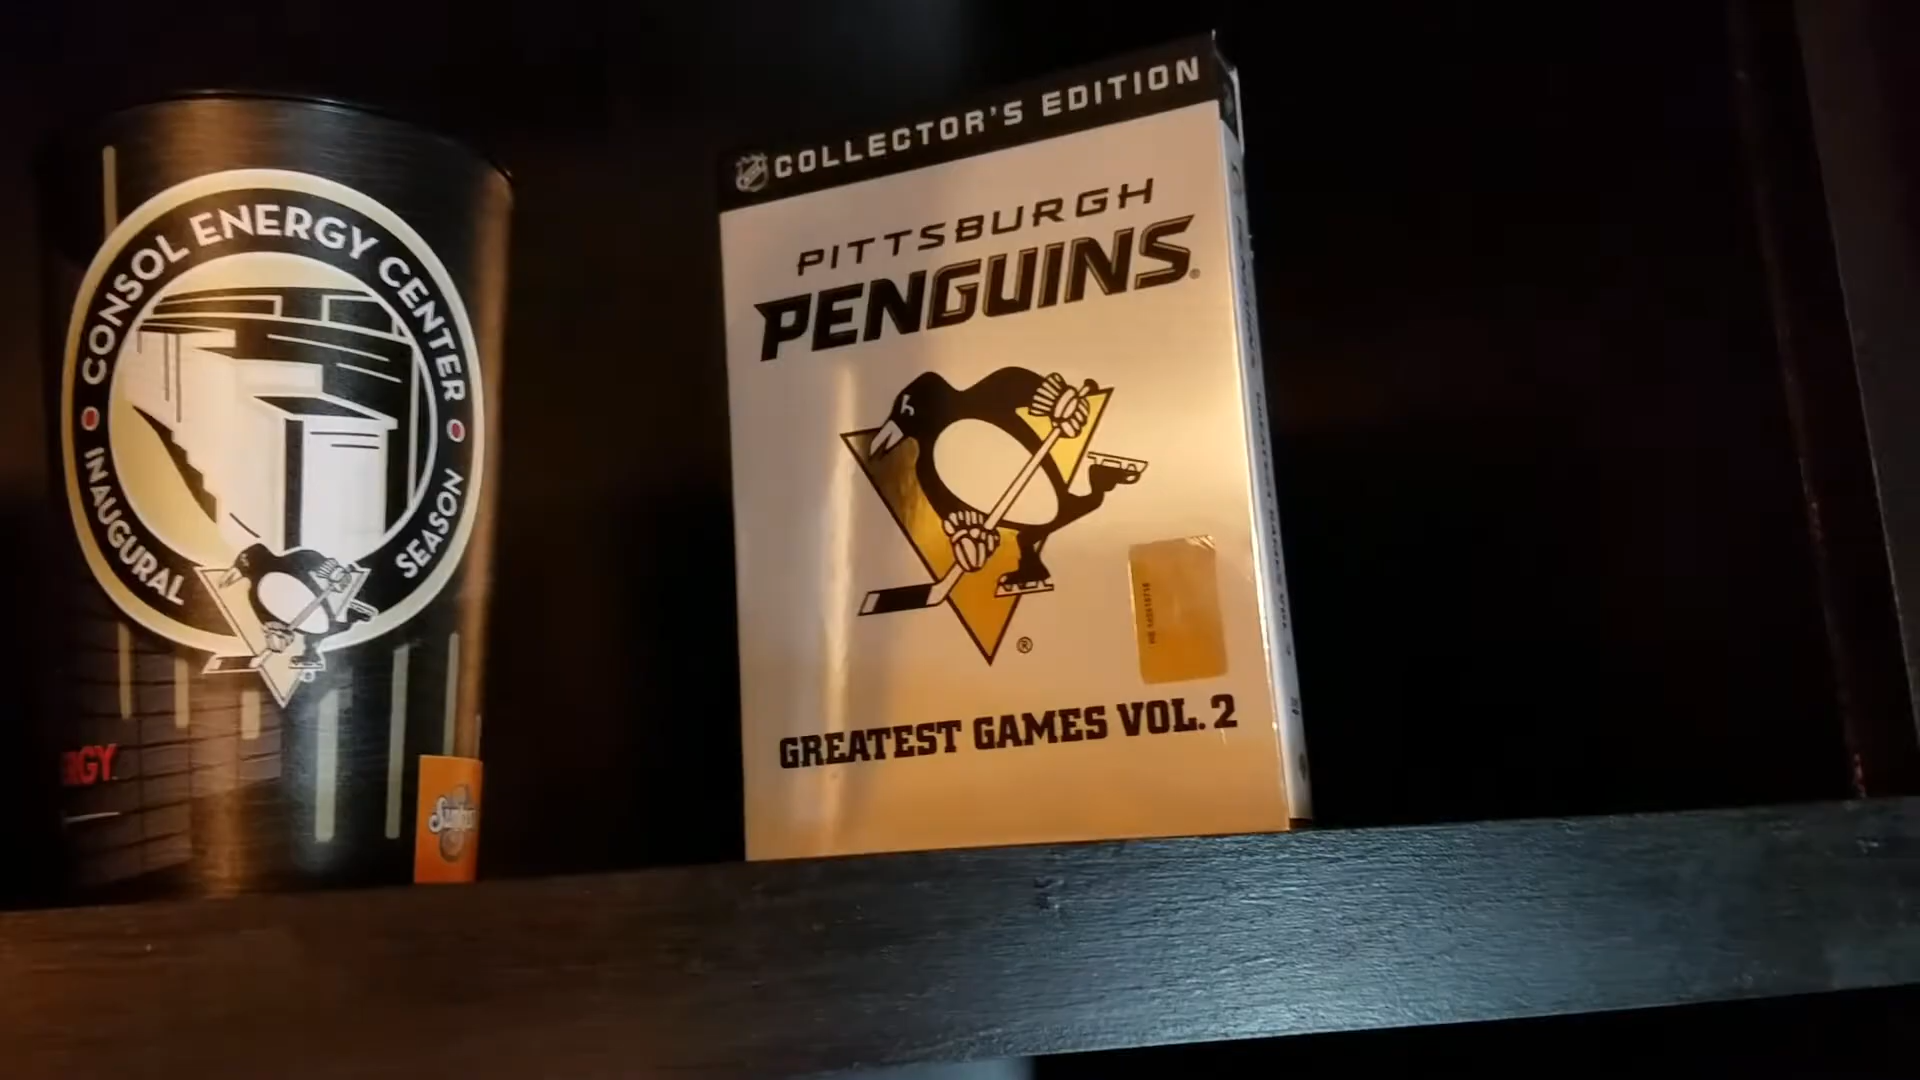 CONSOL ENERGY CENTER
INAUGURAL SEASON
RGY
COLLECTOR'S EDITION
PITTSBURGH
PENGUINS
GREATEST GAMES VOL. 2